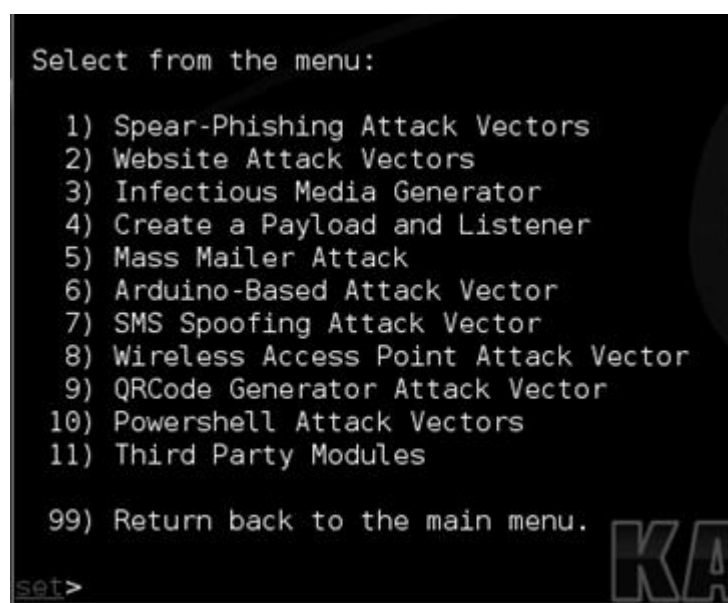 Select from the menu:
1) Spear-Phishing Attack Vectors
2) Website Attack Vectors
3) Infectious Media Generator
4) Create a Payload and Listener
5) Mass Mailer Attack
6) Arduino-Based Attack Vector
7) SMS Spoofing Attack Vector
8) Wireless Access Point Attack Vector
9) QRCode Generator Attack Vector
10) Powershell Attack Vectors
11) Third Party Modules
99) Return back to the main menu.
KA
set>